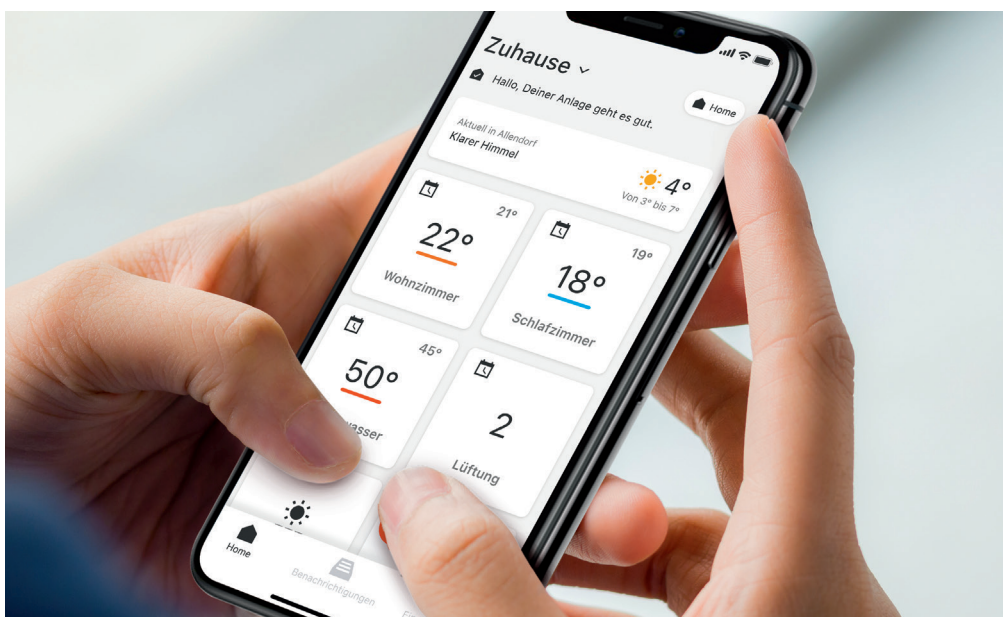 Zuhause
Hallo, Deiner Anlage geht es gut.
Home
Aktuell in Allendorf
Klarer Himmel
4°
Von 3° bis 7°
21°
22°
Wohnzimmer
19°
18°
Schlafzimmer
45°
50°
2
Lüftung
Home
Benachrichtigungen